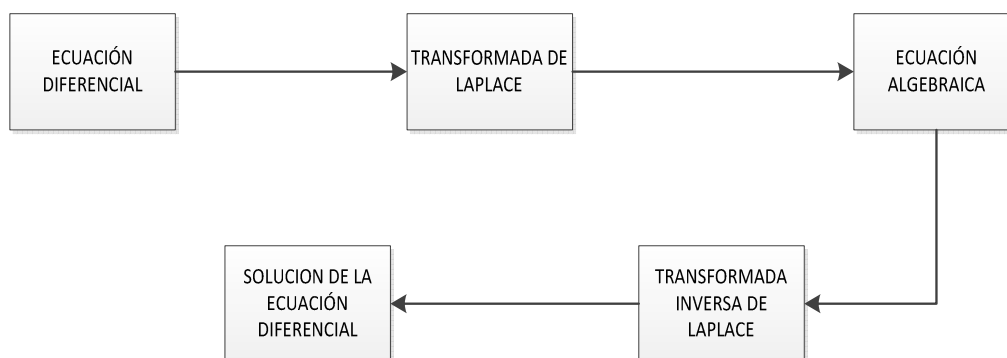 ECUACIÓN
DIFERENCIAL
TRANSFORMADA DE
LAPLACE
ECUACIÓN
ALGEBRAICA
SOLUCION DE LA
ECUACIÓN
DIFERENCIAL
TRANSFORMADA
INVERSA DE
LAPLACE